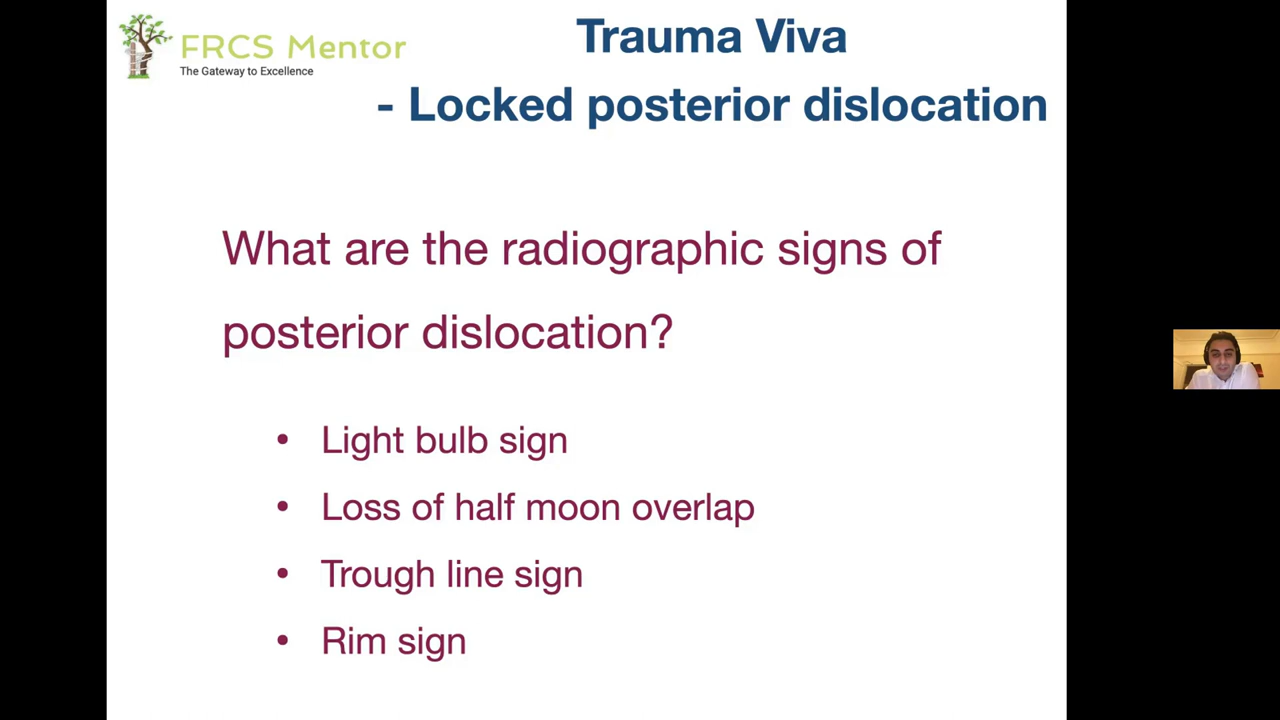 FRCS Mentor
The Gateway to Excellence
Trauma Viva
- Locked posterior dislocation
What are the radiographic signs of
posterior dislocation?
• Light bulb sign
• Loss of half moon overlap
• Trough line sign
• Rim sign